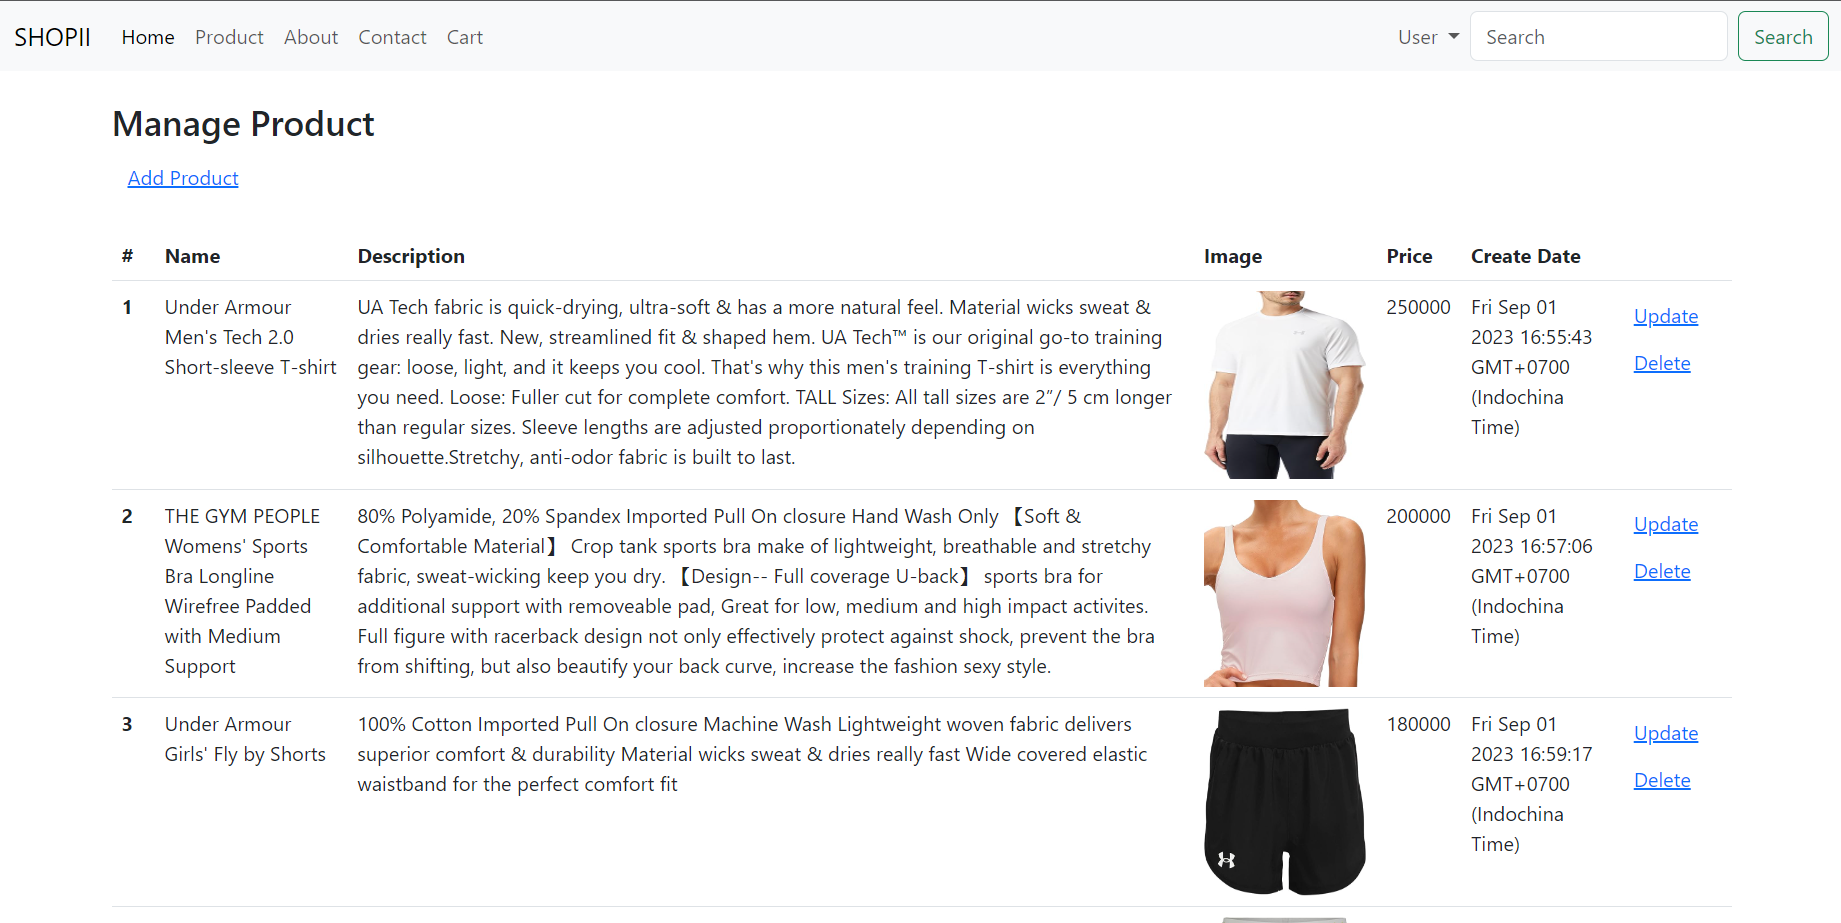 SHOPII Home Product About Contact Cart User Search Search
Manage Product
Add Product
# Name Description Image Price Create Date
1
Under Armour
Men's Tech 2.0
Short-sleeve T-shirt
UA Tech fabric is quick-drying, ultra-soft & has a more natural feel. Material wicks sweat &
dries really fast. New, streamlined fit & shaped hem. UA Tech™ is our original go-to training
gear: loose, light, and it keeps you cool. That's why this men's training T-shirt is everything
you need. Loose: Fuller cut for complete comfort. TALL Sizes: All tall sizes are 2”/ 5 cm longer
than regular sizes. Sleeve lengths are adjusted proportionately depending on
silhouette.Stretchy, anti-odor fabric is built to last.
250000
Fri Sep 01
2023 16:55:43
GMT+0700
(Indochina
Time)
Update
Delete
2
THE GYM PEOPLE
Womens' Sports
Bra Longline
Wirefree Padded
with Medium
Support
80% Polyamide, 20% Spandex Imported Pull On closure Hand Wash Only 【Soft &
Comfortable Material】 Crop tank sports bra make of lightweight, breathable and stretchy
fabric, sweat-wicking keep you dry. 【Design-- Full coverage U-back】 sports bra for
additional support with removeable pad, Great for low, medium and high impact activites.
Full figure with racerback design not only effectively protect against shock, prevent the bra
from shifting, but also beautify your back curve, increase the fashion sexy style.
200000
Fri Sep 01
2023 16:57:06
GMT+0700
(Indochina
Time)
Update
Delete
3
Under Armour
Girls' Fly by Shorts
100% Cotton Imported Pull On closure Machine Wash Lightweight woven fabric delivers
superior comfort & durability Material wicks sweat & dries really fast Wide covered elastic
waistband for the perfect comfort fit
180000
Fri Sep 01
2023 16:59:17
GMT+0700
(Indochina
Time)
Update
Delete